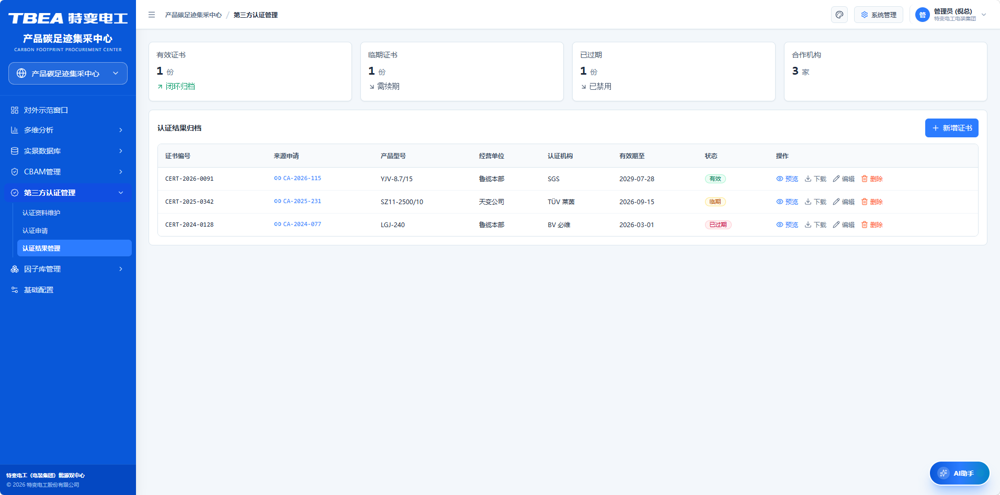 TBEA 特变电工
产品碳足迹集采中心
CARBON FOOTPRINT PROCUREMENT CENTER
产品碳足迹集采中心
对外示范窗口
多维分析
实景数据库
CBAM管理
第三方认证管理
认证资料维护
认证申请
认证结果管理
因子库管理
基础配置
特变电工（电装集团）能源双中心
© 2026 特变电工股份有限公司
产品碳足迹集采中心 / 第三方认证管理
系统管理
管
管理员 (倪总)
特变电工电装集团
有效证书
1 份
闭环归档
临期证书
1 份
需续期
已过期
1 份
已禁用
合作机构
3 家
认证结果归档
新增证书
证书编号 来源申请 产品型号 经营单位 认证机构 有效期至 状态 操作
CERT-2026-0091 CA-2026-115 YJV-8.7/15 鲁缆本部 SGS 2029-07-28 有效 预览 下载 编辑 删除
CERT-2025-0342 CA-2025-231 SZ11-2500/10 天变公司 TÜV 莱茵 2026-09-15 临期 预览 下载 编辑 删除
CERT-2024-0128 CA-2024-077 LGJ-240 鲁缆本部 BV 必维 2026-03-01 已过期 预览 下载 编辑 删除
AI助手